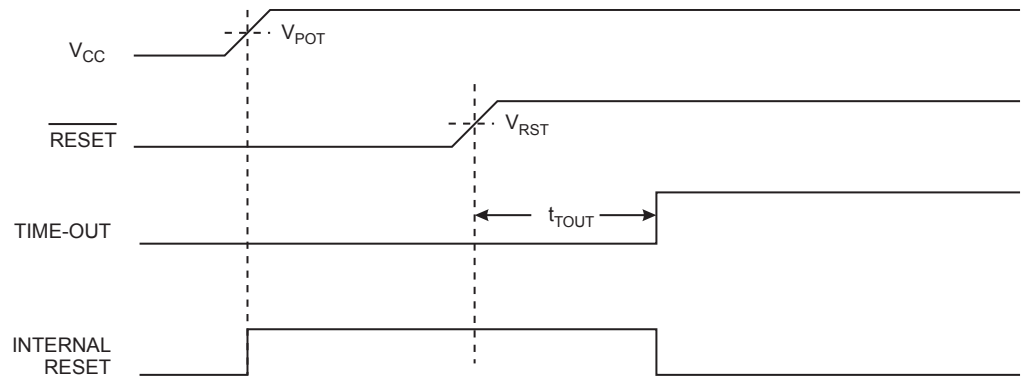 V_CC
V_POT
RESET
V_RST
t_TOUT
TIME-OUT
INTERNAL
RESET